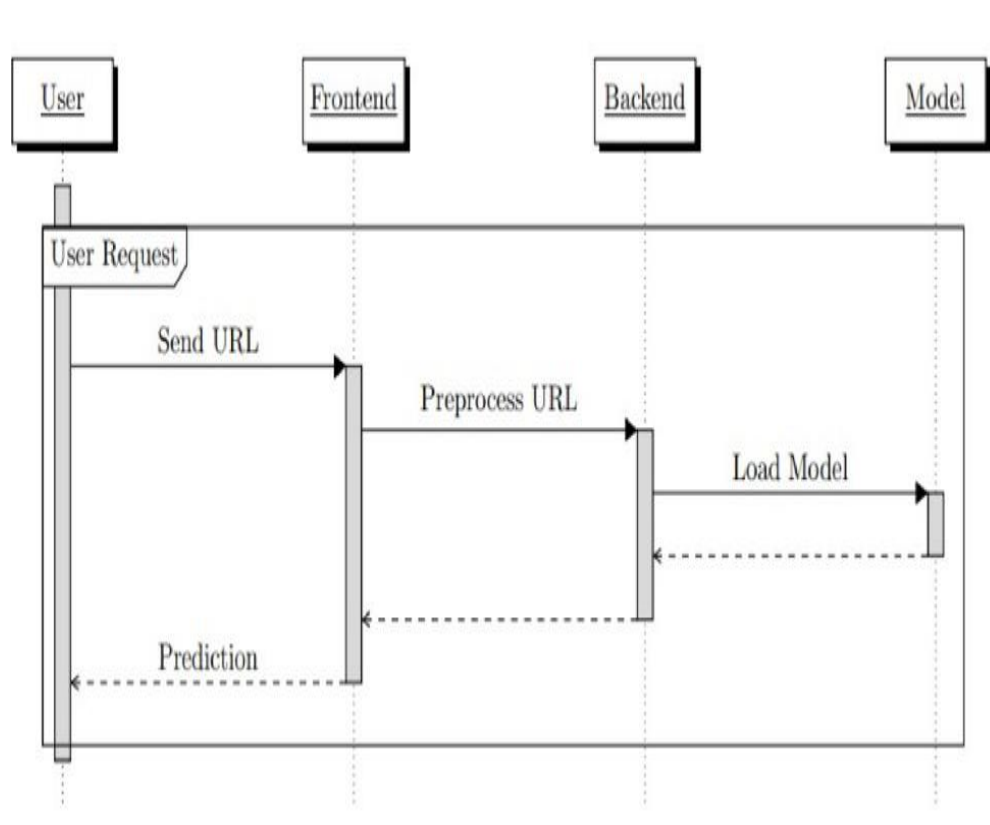 User
Frontend
Backend
Model
User Request
Send URL
Preprocess URL
Load Model
Prediction